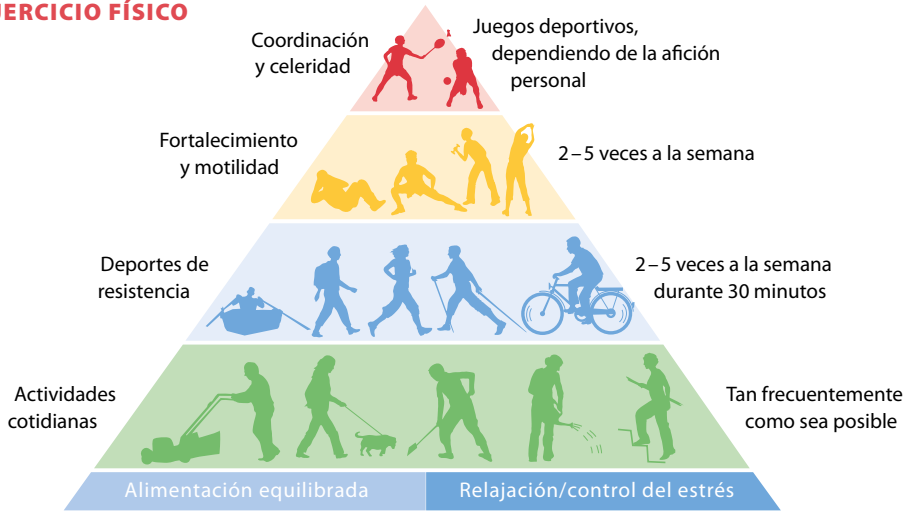 JERCICIO FÍSICO
Coordinación
y celeridad
Juegos deportivos,
dependiendo de la afición
personal
Fortalecimiento
y motilidad
2–5 veces a la semana
Deportes de
resistencia
2–5 veces a la semana
durante 30 minutos
Actividades
cotidianas
Tan frecuentemente
como sea posible
Alimentación equilibrada
Relajación/control del estrés